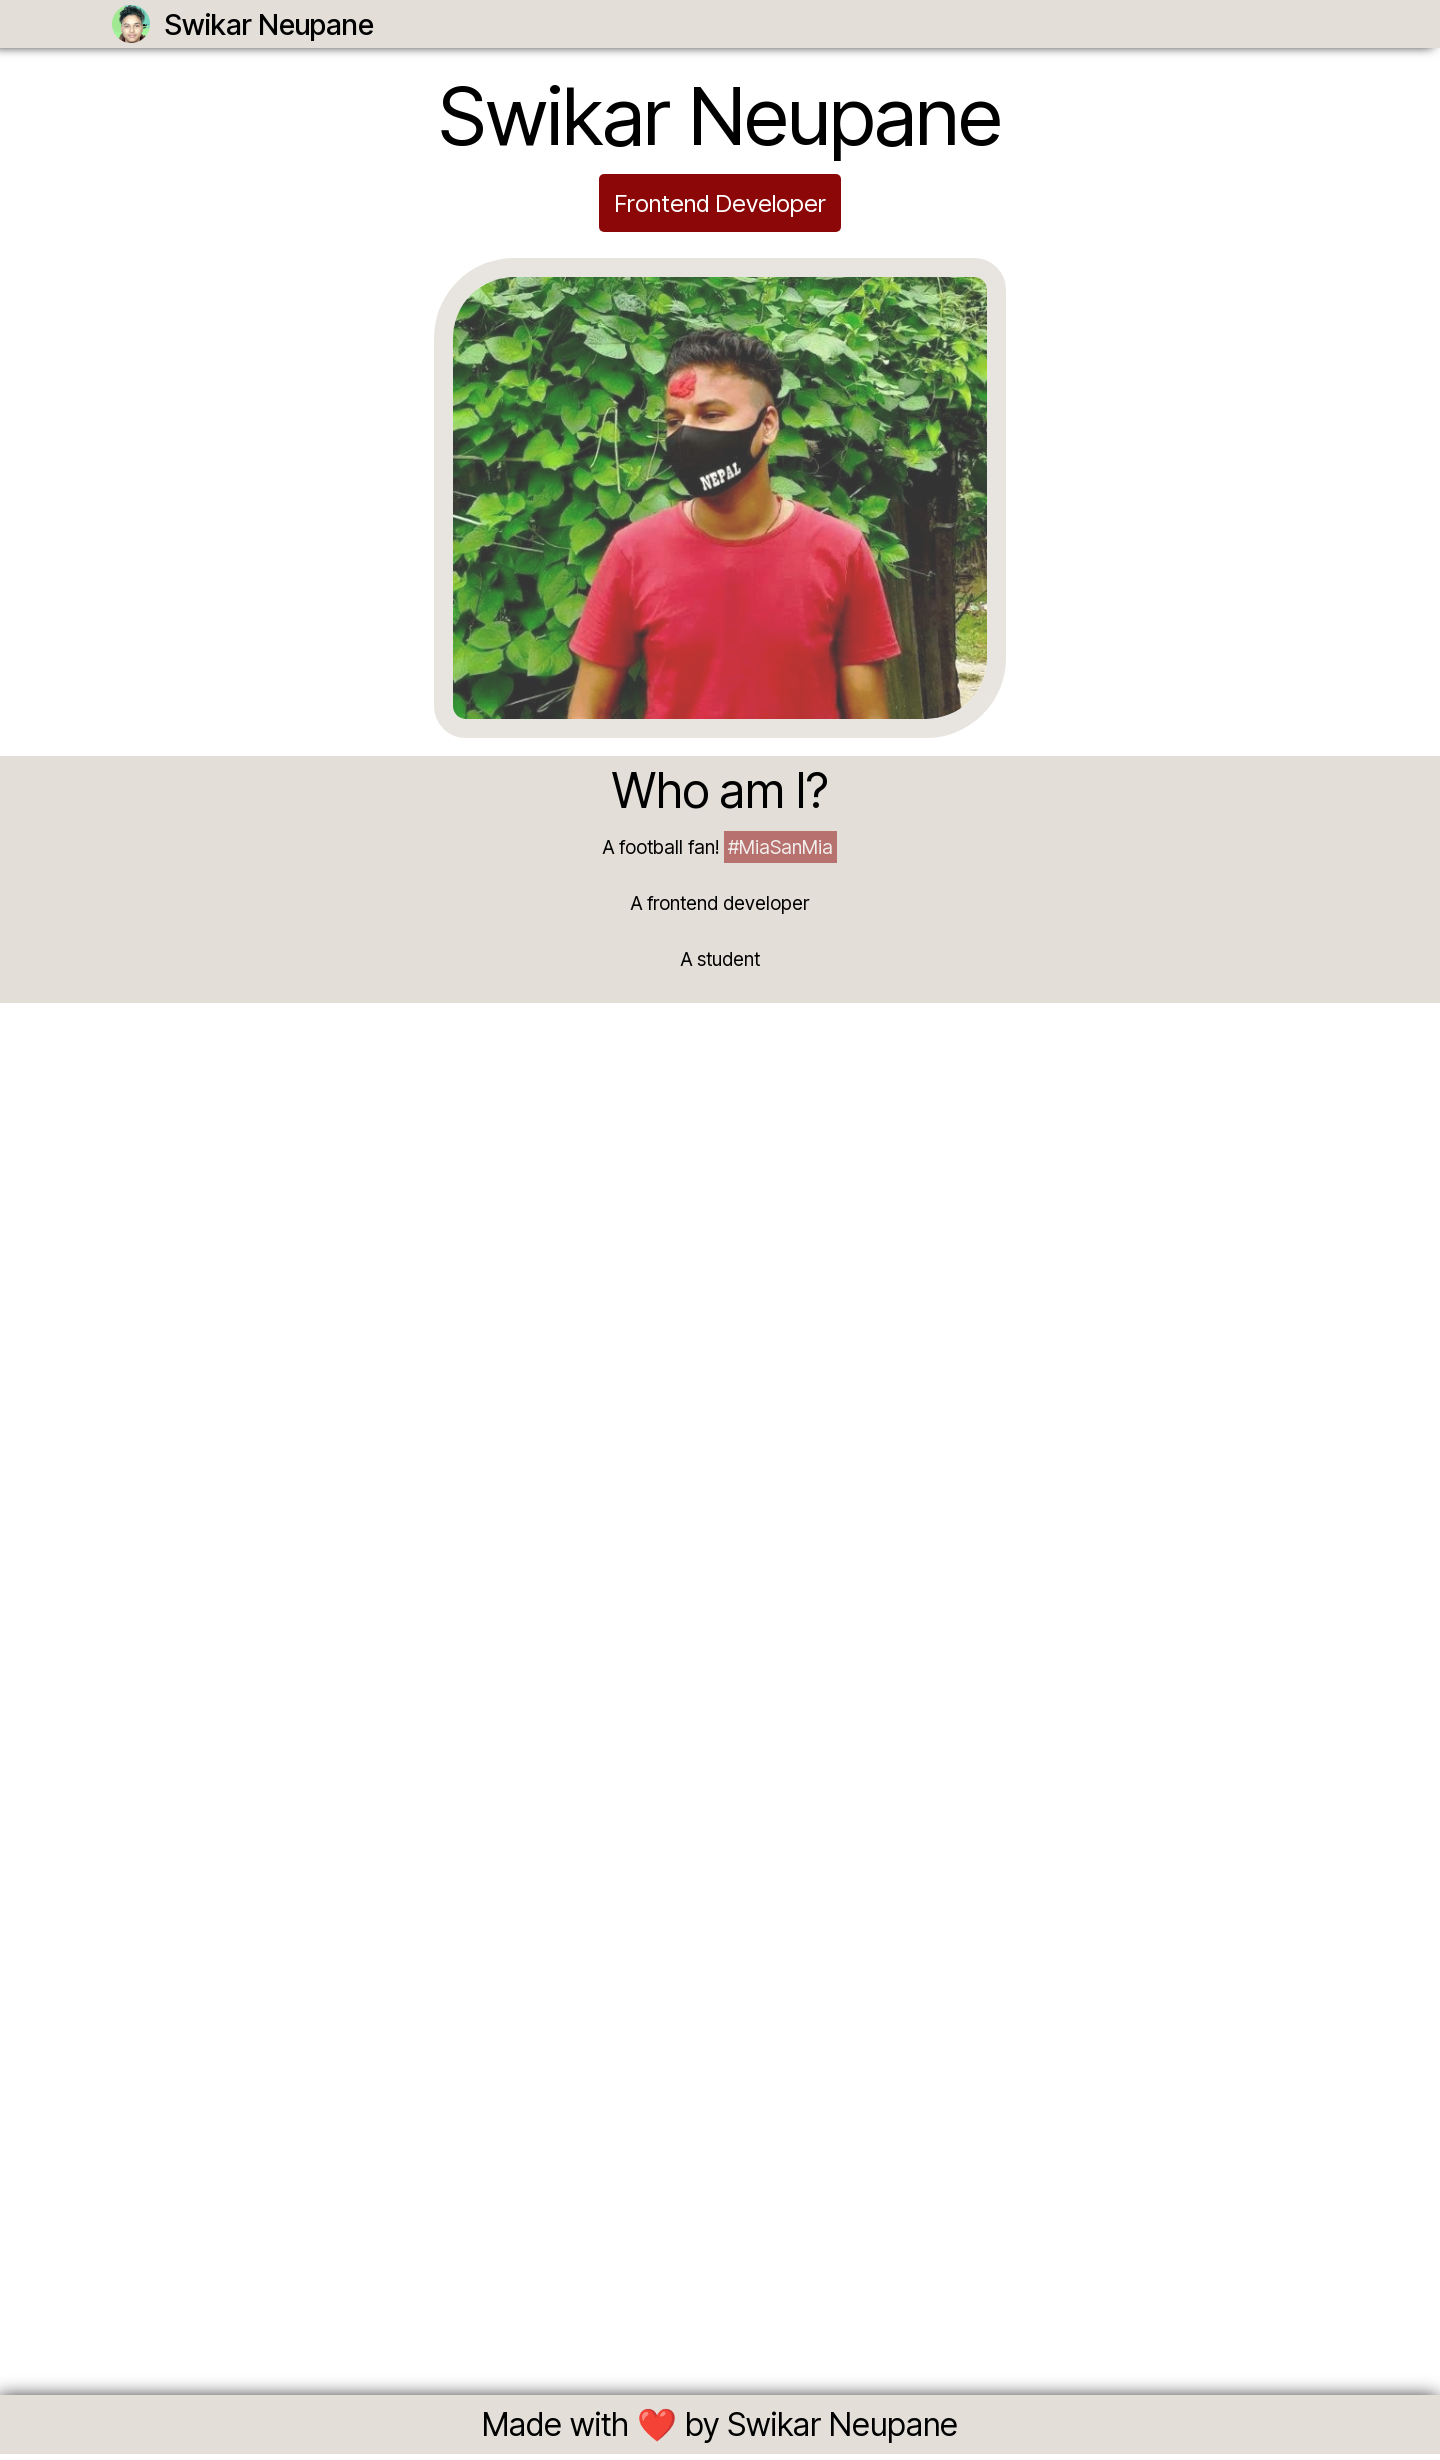 Swikar Neupane
Swikar Neupane
Frontend Developer
NEPAL
Who am I?
A football fan! #MiaSanMia
A frontend developer
A student
Made with ❤️ by Swikar Neupane